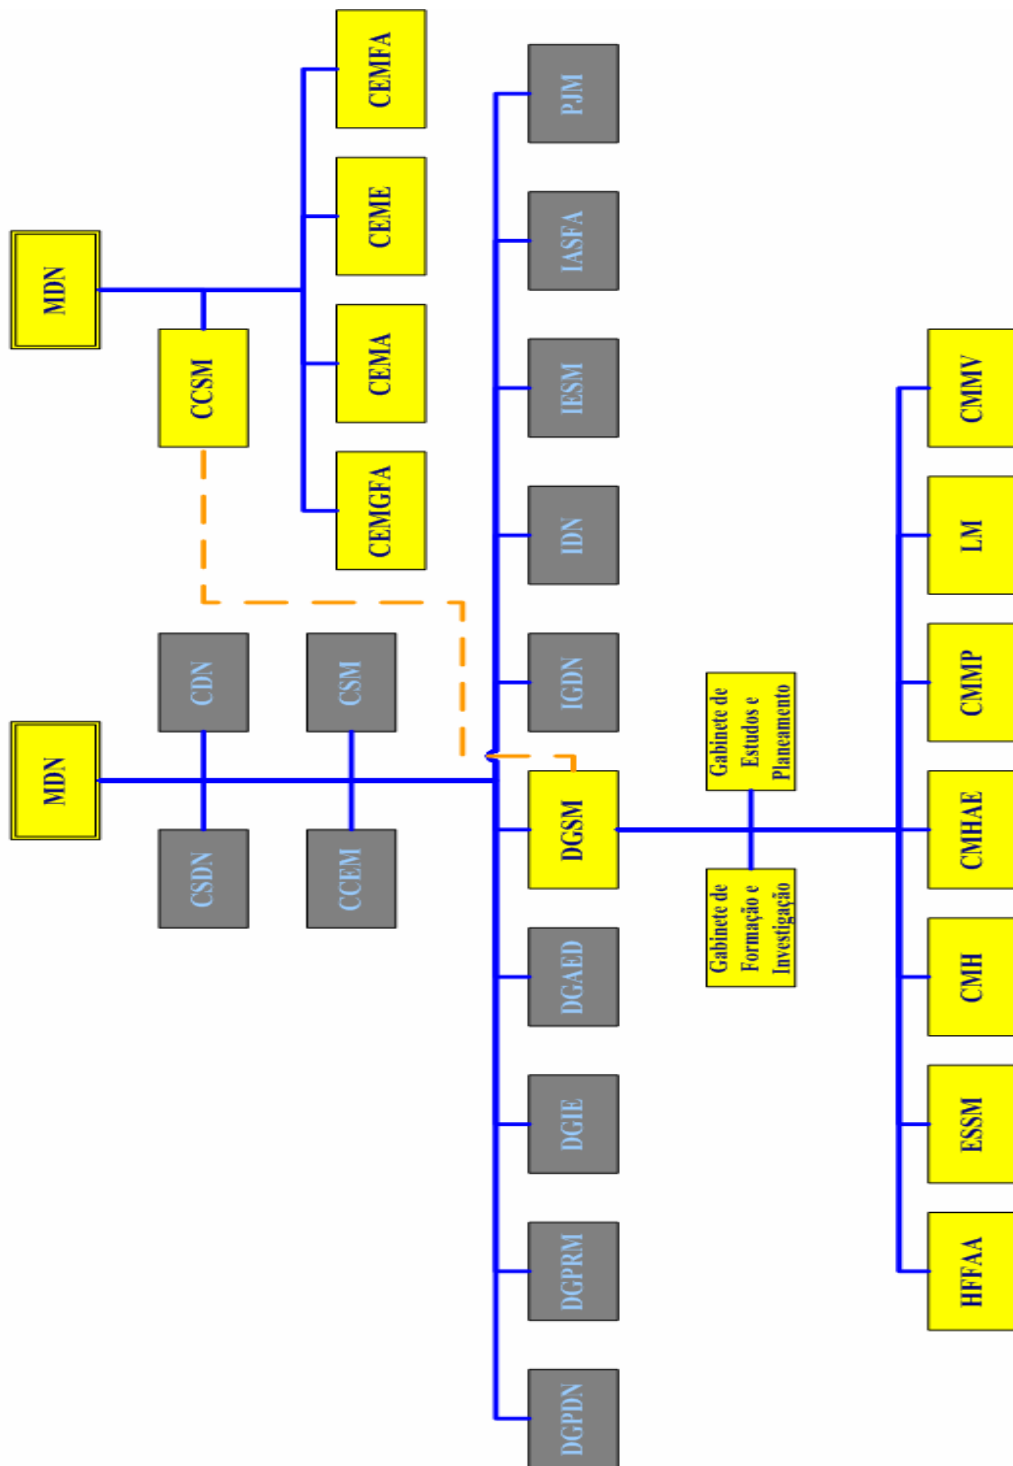 MDN
MDN
CSDN
CDN
CCSM
CCEM
CSM
CEMGFA
CEMA
CEME
CEMFA
DGPDN
DGPRM
DGIE
DGAED
DGSM
IGDN
IDN
IESM
IASFA
PJM
Gabinete de
Formação e
Investigação
Gabinete de
Estudos e
Planeamento
HFFAA
ESSM
CMH
CMHAE
CMMP
LM
CMMV